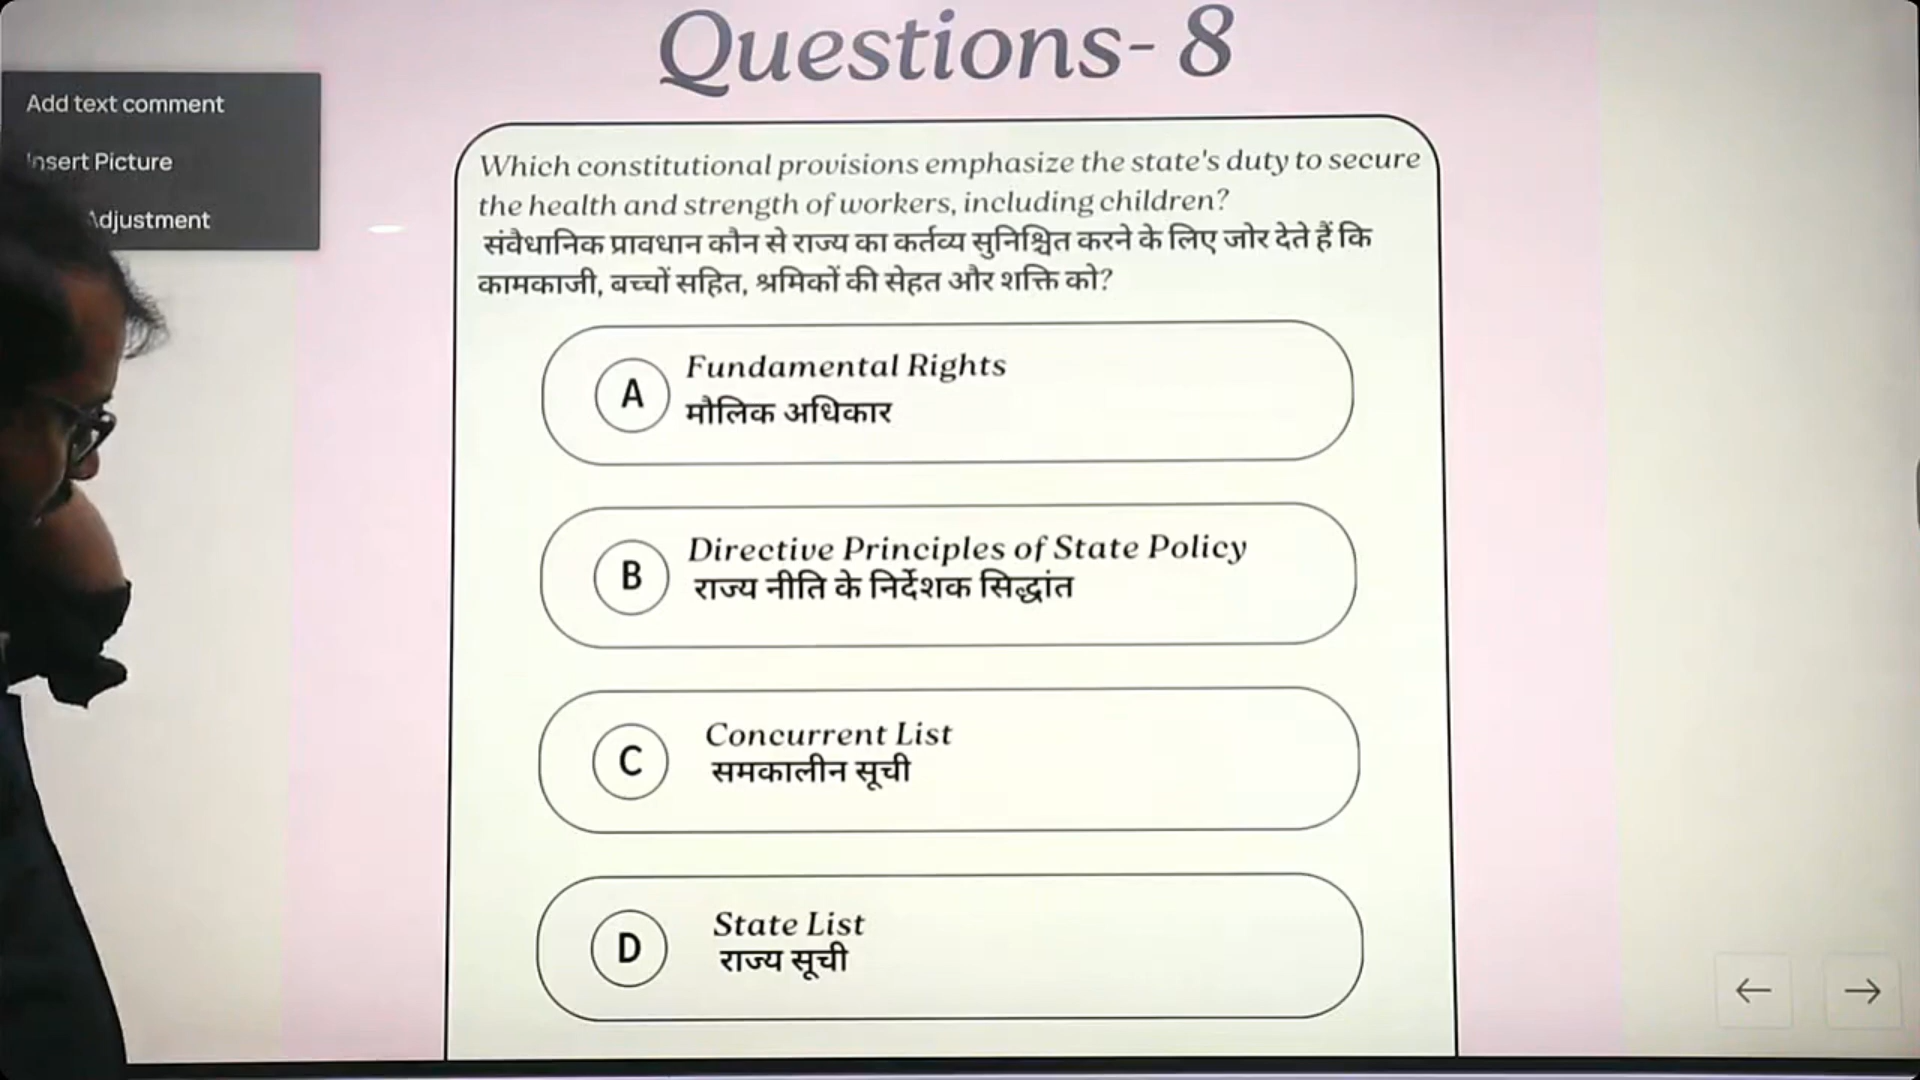 Questions- 8
Add text comment
Insert Picture
Adjustment
Which constitutional provisions emphasize the state's duty to secure
the health and strength of workers, including children?
संवैधानिक प्रावधान कौन से राज्य का कर्तव्य सुनिश्चित करने के लिए जोर देते हैं कि
कामकाजी, बच्चों सहित, श्रमिकों की सेहत और शक्ति को?
A
Fundamental Rights
मौलिक अधिकार
B
Directive Principles of State Policy
राज्य नीति के निर्देशक सिद्धांत
C
Concurrent List
समकालीन सूची
D
State List
राज्य सूची